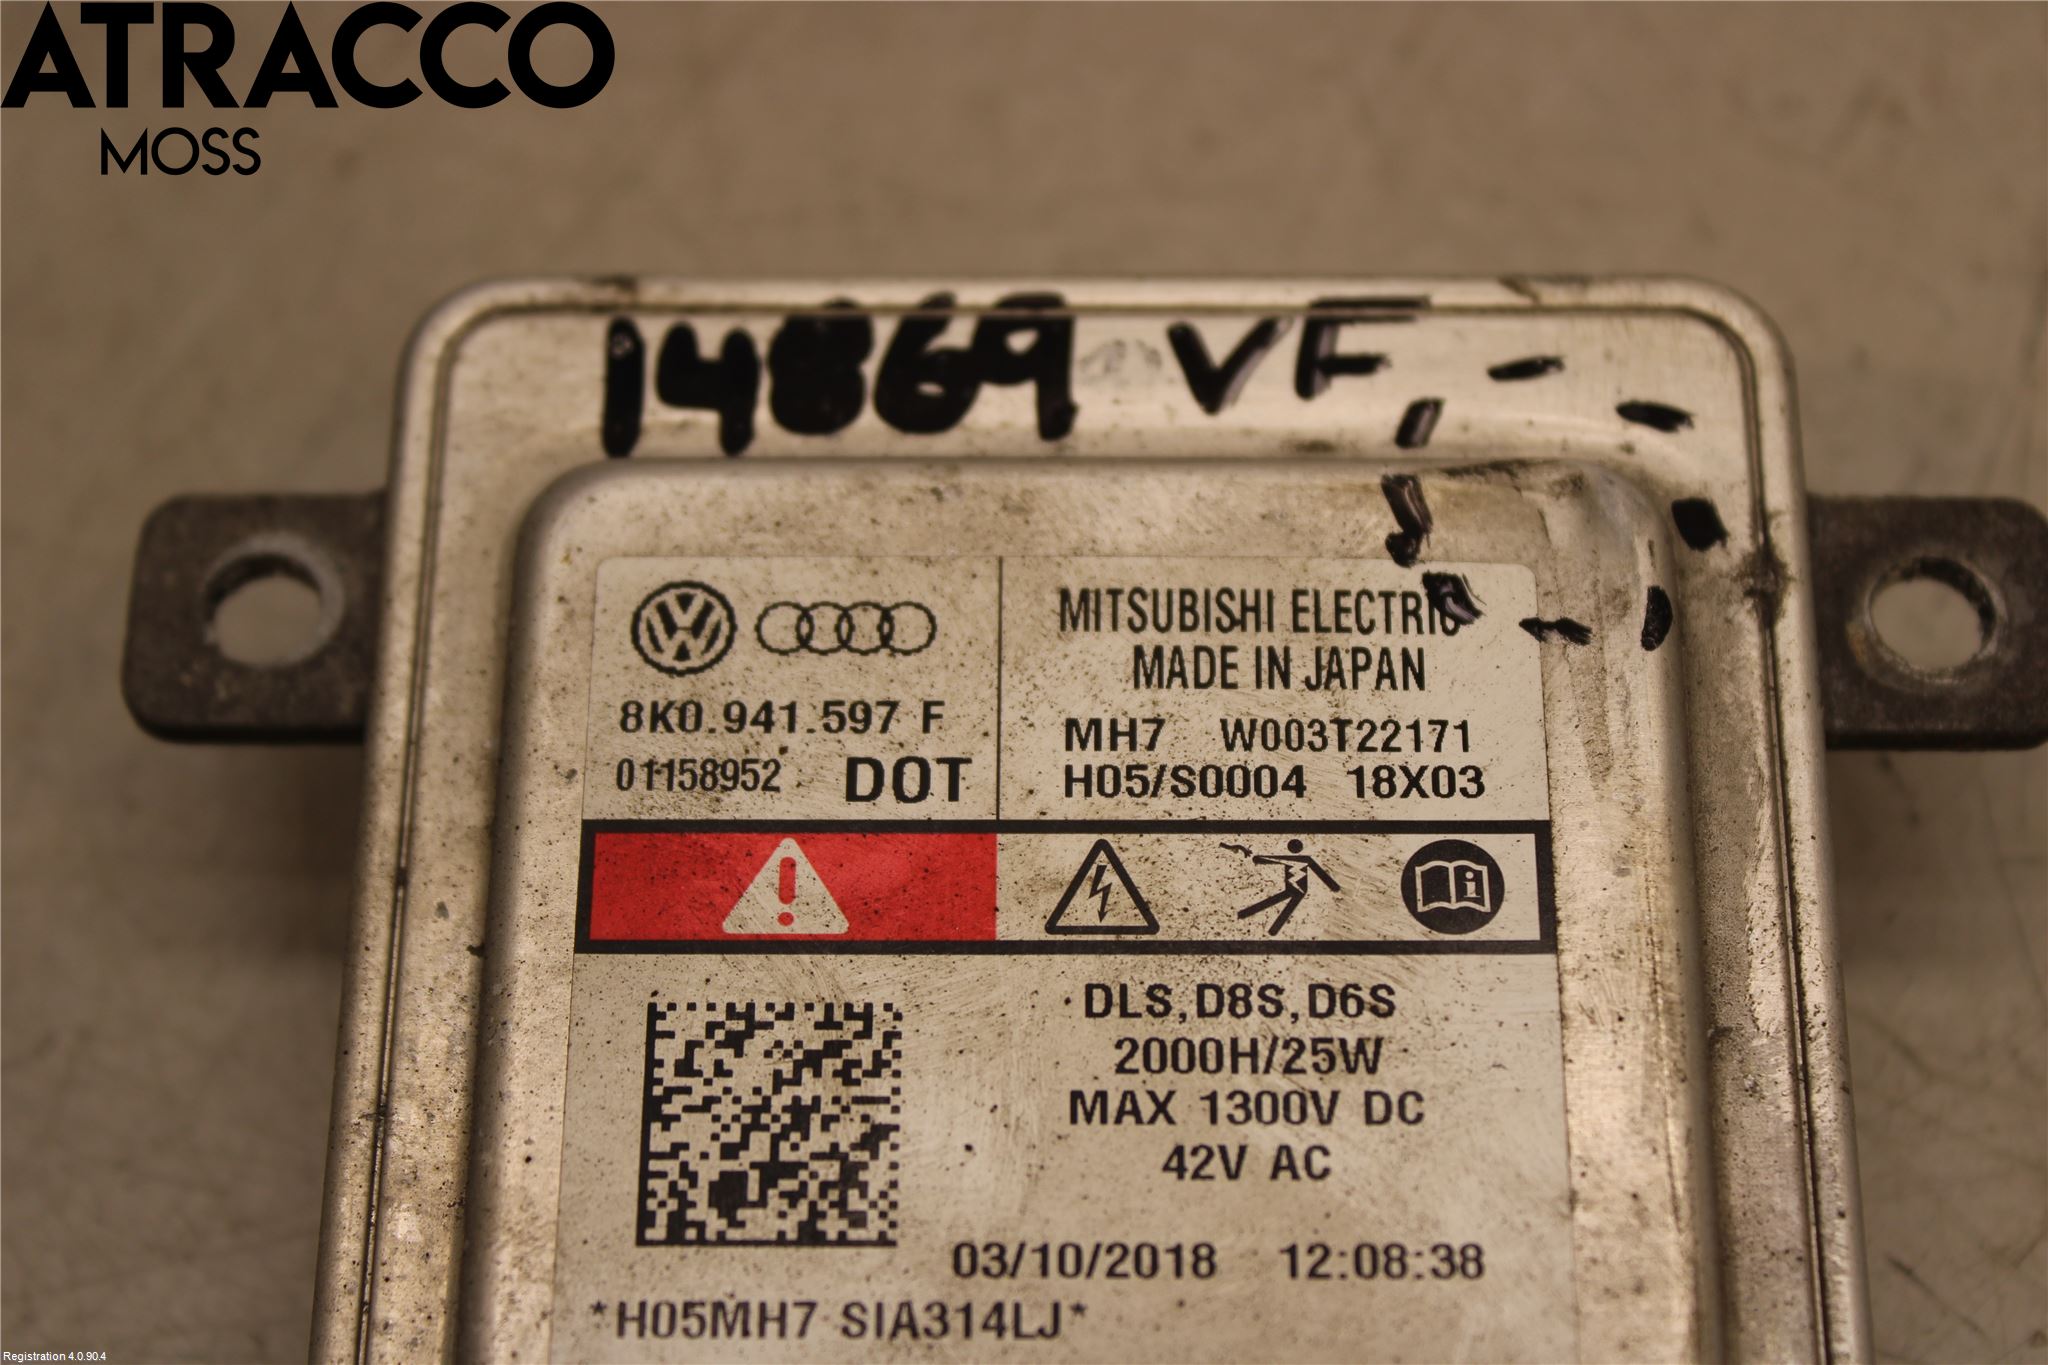 ATRACCO
MOSS
14869 VF
8K0.941.597 F
01158952 DOT
MITSUBISHI ELECTRIC
MADE IN JAPAN
MH7 W003T22171
H05/S0004 18X03
DLS,D8S,D6S
2000H/25W
MAX 1300V DC
42V AC
03/10/2018 12:08:38
*H05MH7 SIA314LJ*
Registration 4.0.90.4